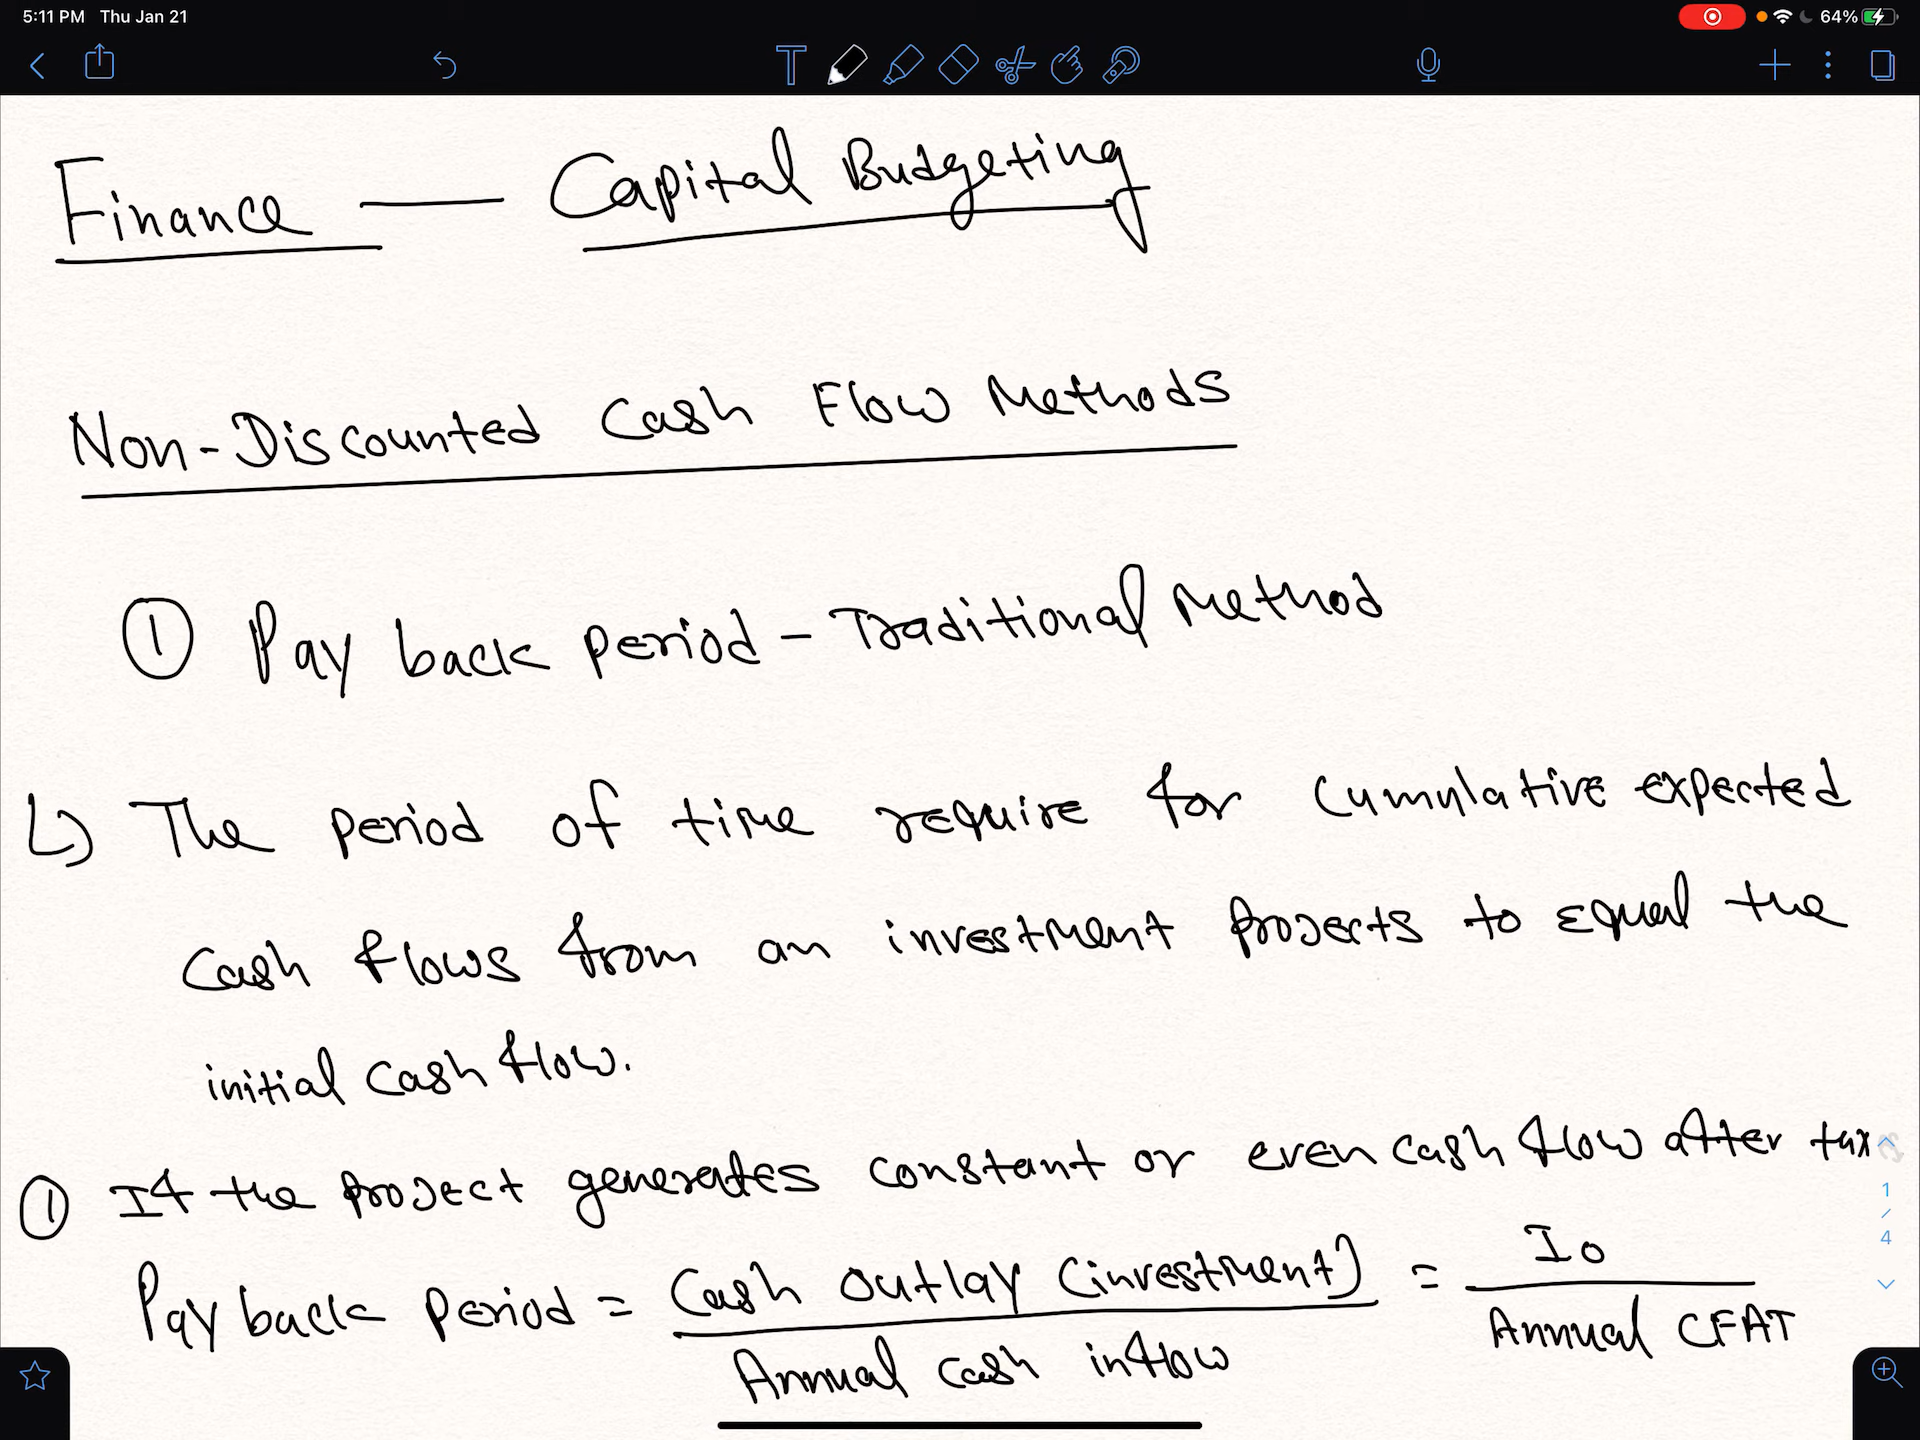 5:11 PM Thu Jan 21
64%
Finance — Capital Budgeting
Non-Discounted Cash Flow Methods
① Pay back period - Traditional Method
↳ The period of time require for cumulative expected
cash flows from an investment projects to equal the
initial cash flow.
① If the project generates constant or even cash flow after tax
Pay back period = Cash outlay (investment) / Annual cash inflow = Io / Annual CFAT
1
/
4